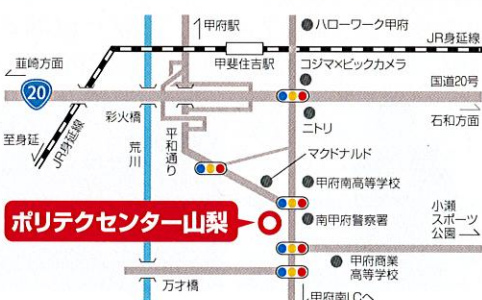 甲府駅
ハローワーク甲府
JR身延線
韮崎方面
甲斐住吉駅
コジマ×ビックカメラ
国道20号
20
彩火橋
ニトリ
石和方面
至身延
JR身延線
荒川
平和通り
マクドナルド
甲府南高等学校
ポリテクセンター山梨
南甲府警察署
小瀬
スポーツ
公園
甲府商業
高等学校
万才橋
甲府南I.Cへ